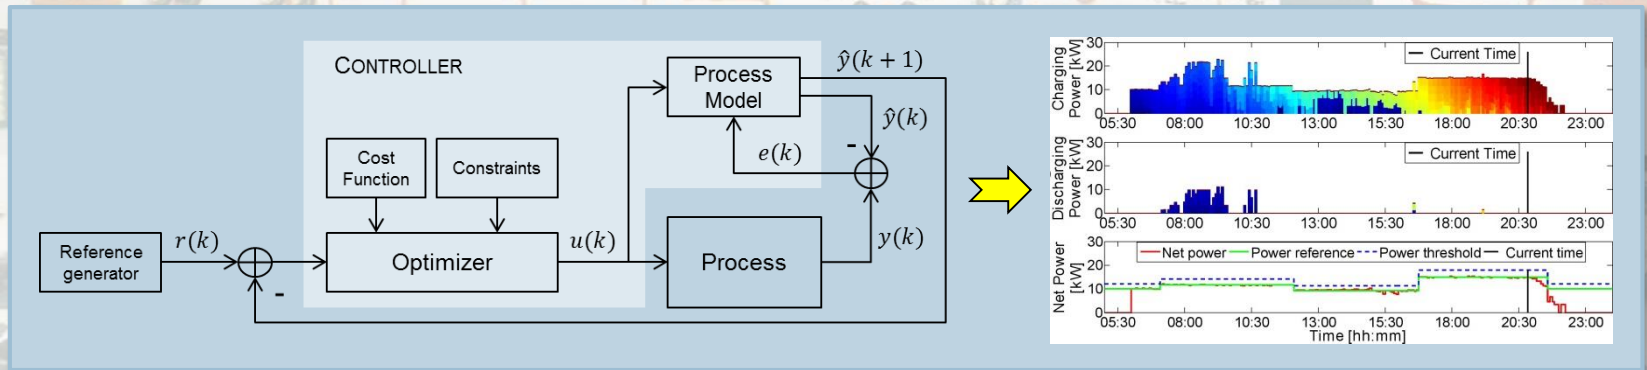 CONTROLLER
Process
Model
ŷ(k + 1)
ŷ(k)
-
e(k)
Cost
Function
Constraints
Reference
generator
r(k)
-
Optimizer
u(k)
Process
y(k)
Charging
Power [kW]
30
20
10
0
Current Time
05:30 08:00 10:30 13:00 15:30 18:00 20:30 23:00
Discharging
Power [kW]
30
20
10
0
Current Time
05:30 08:00 10:30 13:00 15:30 18:00 20:30 23:00
Net Power
[kW]
30
20
10
0
Net power Power reference Power threshold Current time
05:30 08:00 10:30 13:00 15:30 18:00 20:30 23:00
Time [hh:mm]